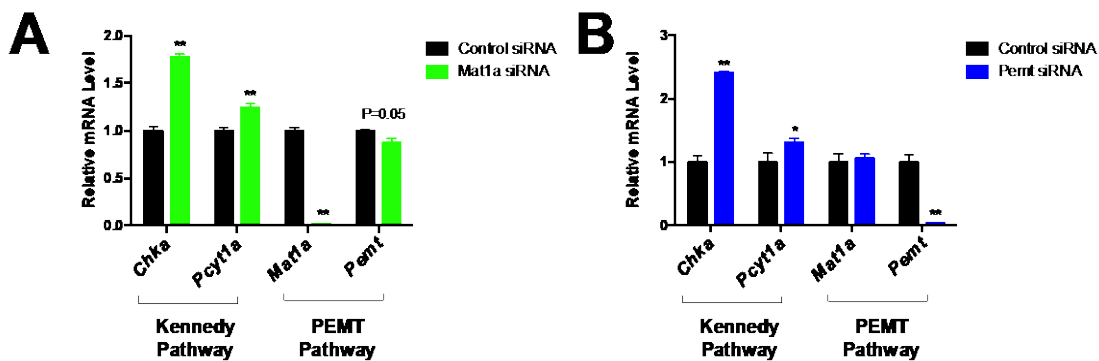 A
Relative mRNA Level
2.0
1.5
1.0
0.5
0.0
**
**
**
P=0.05
Control siRNA
Mat1a siRNA
Chka
Pcyt1a
Mat1a
Pemt
Kennedy
Pathway
PEMT
Pathway
B
Relative mRNA Level
3
2
1
0
**
*
**
Control siRNA
Pemt siRNA
Chka
Pcyt1a
Mat1a
Pemt
Kennedy
Pathway
PEMT
Pathway